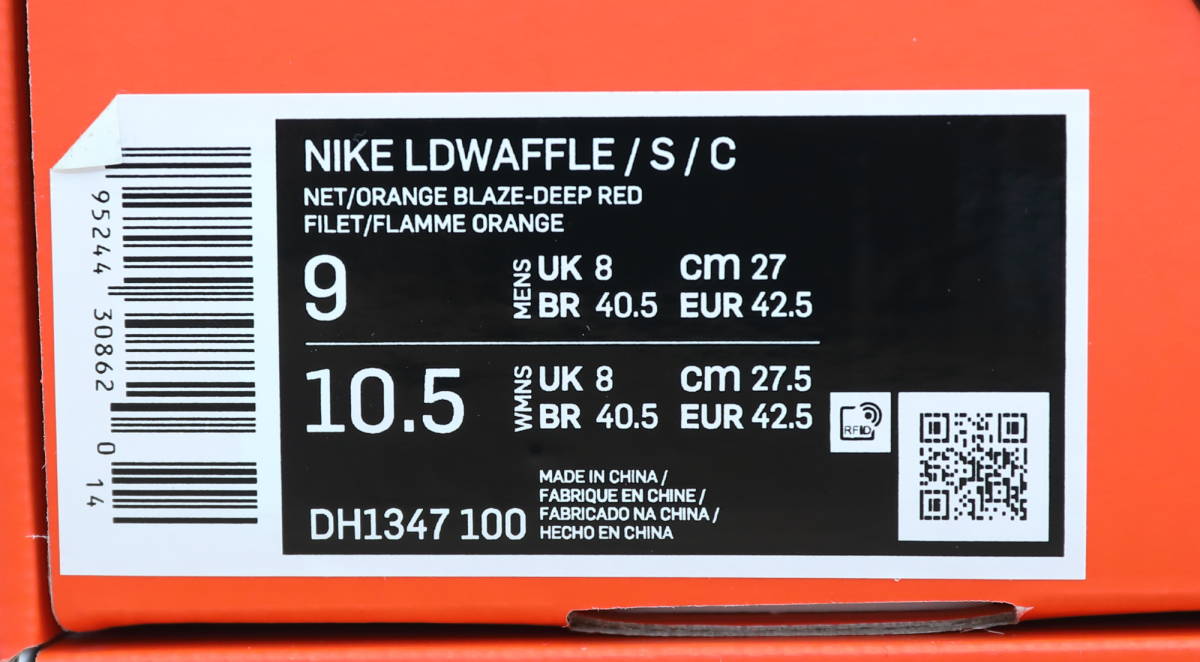 NIKE LDWAFFLE / S / C
NET/ORANGE BLAZE-DEEP RED
FILET/FLAMME ORANGE
9
MENS
UK 8 cm 27
BR 40.5 EUR 42.5
10.5
WMNS
UK 8 cm 27.5
BR 40.5 EUR 42.5
RFID
MADE IN CHINA /
FABRIQUE EN CHINE /
FABRICADO NA CHINA /
HECHO EN CHINA
DH1347 100
95244 30862 0
14